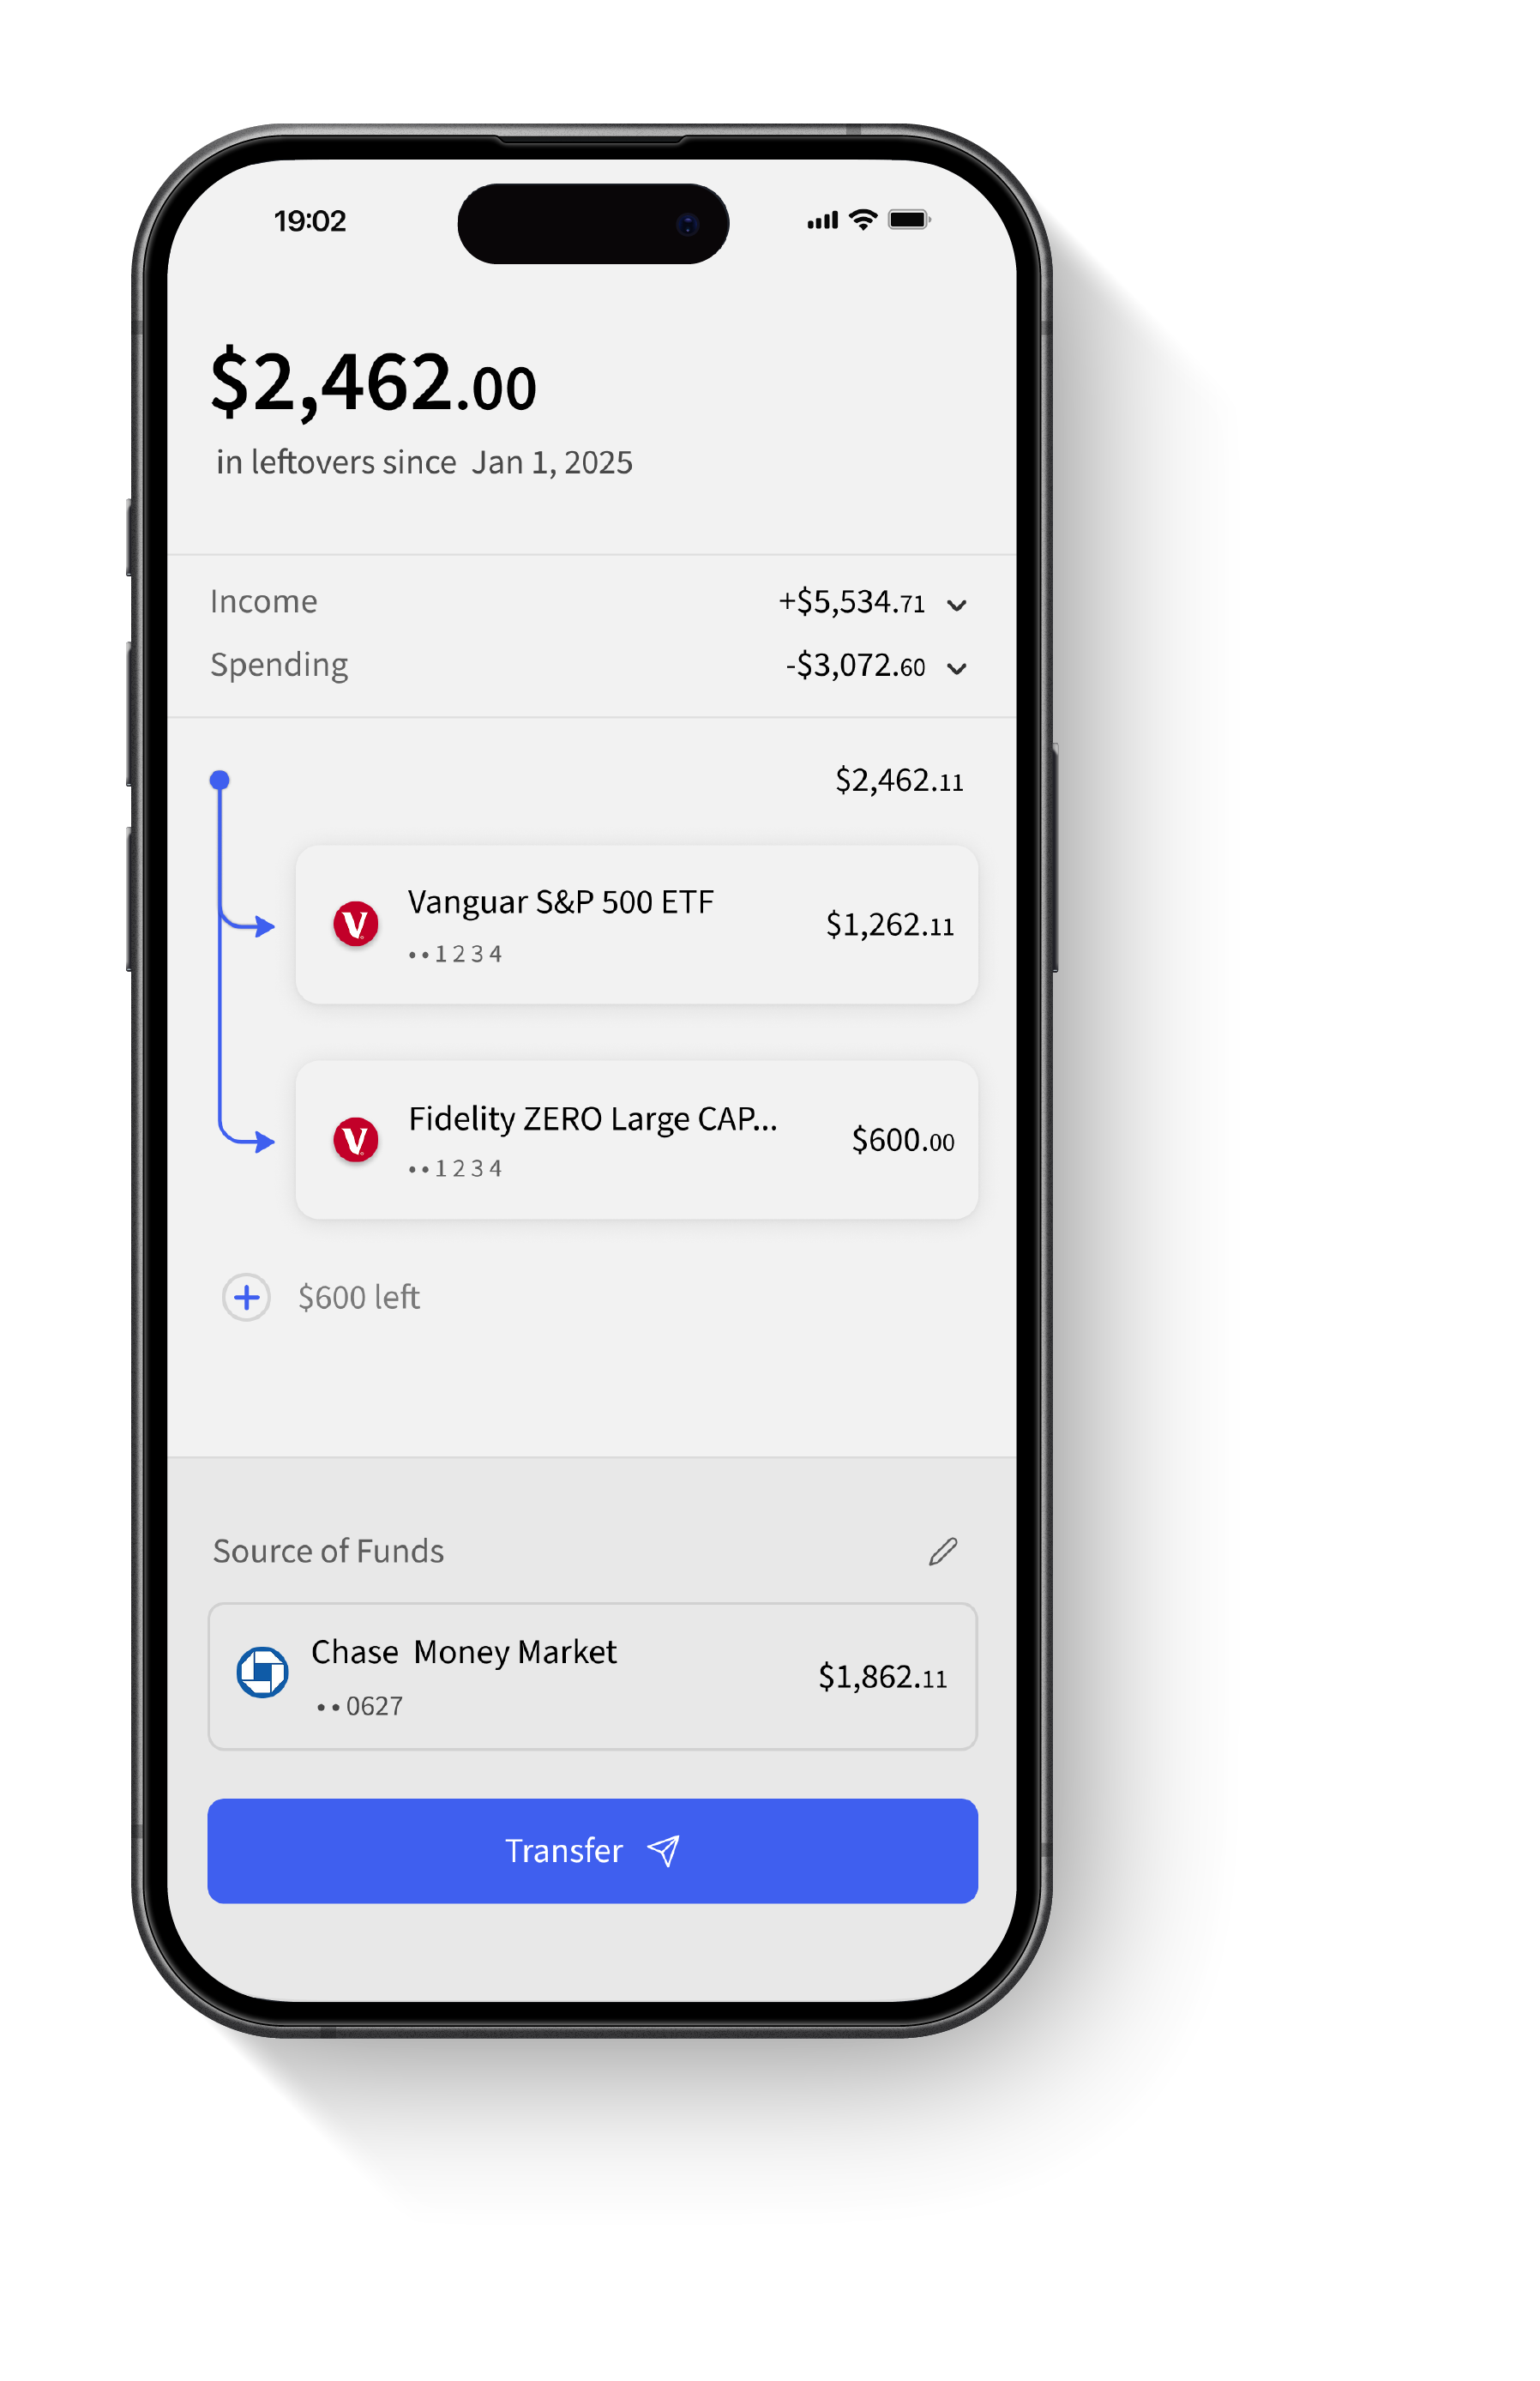 19:02
$2,462.00
in leftovers since Jan 1, 2025
Income +$5,534.71
Spending -$3,072.60
$2,462.11
Vanguar S&P 500 ETF
••1234
$1,262.11
Fidelity ZERO Large CAP...
••1234
$600.00
$600 left
Source of Funds
Chase Money Market
••0627
$1,862.11
Transfer